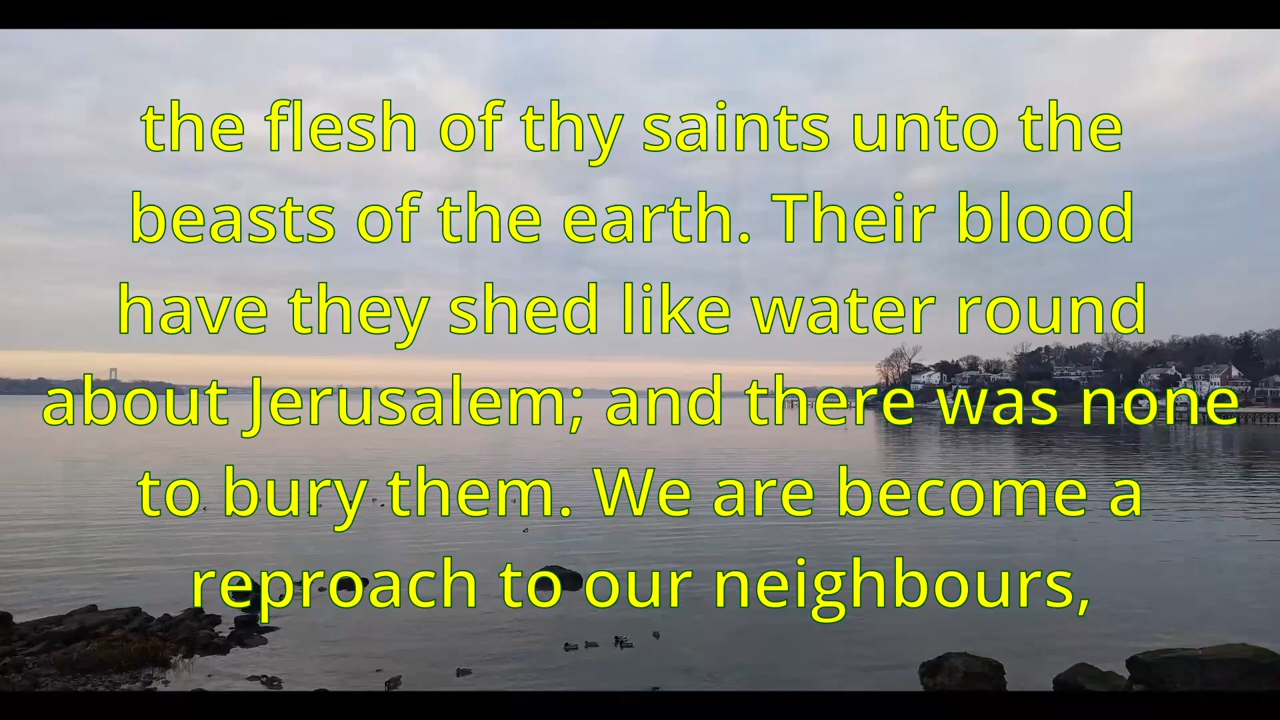 the flesh of thy saints unto the
beasts of the earth. Their blood
have they shed like water round
about Jerusalem; and there was none
to bury them. We are become a
reproach to our neighbours,